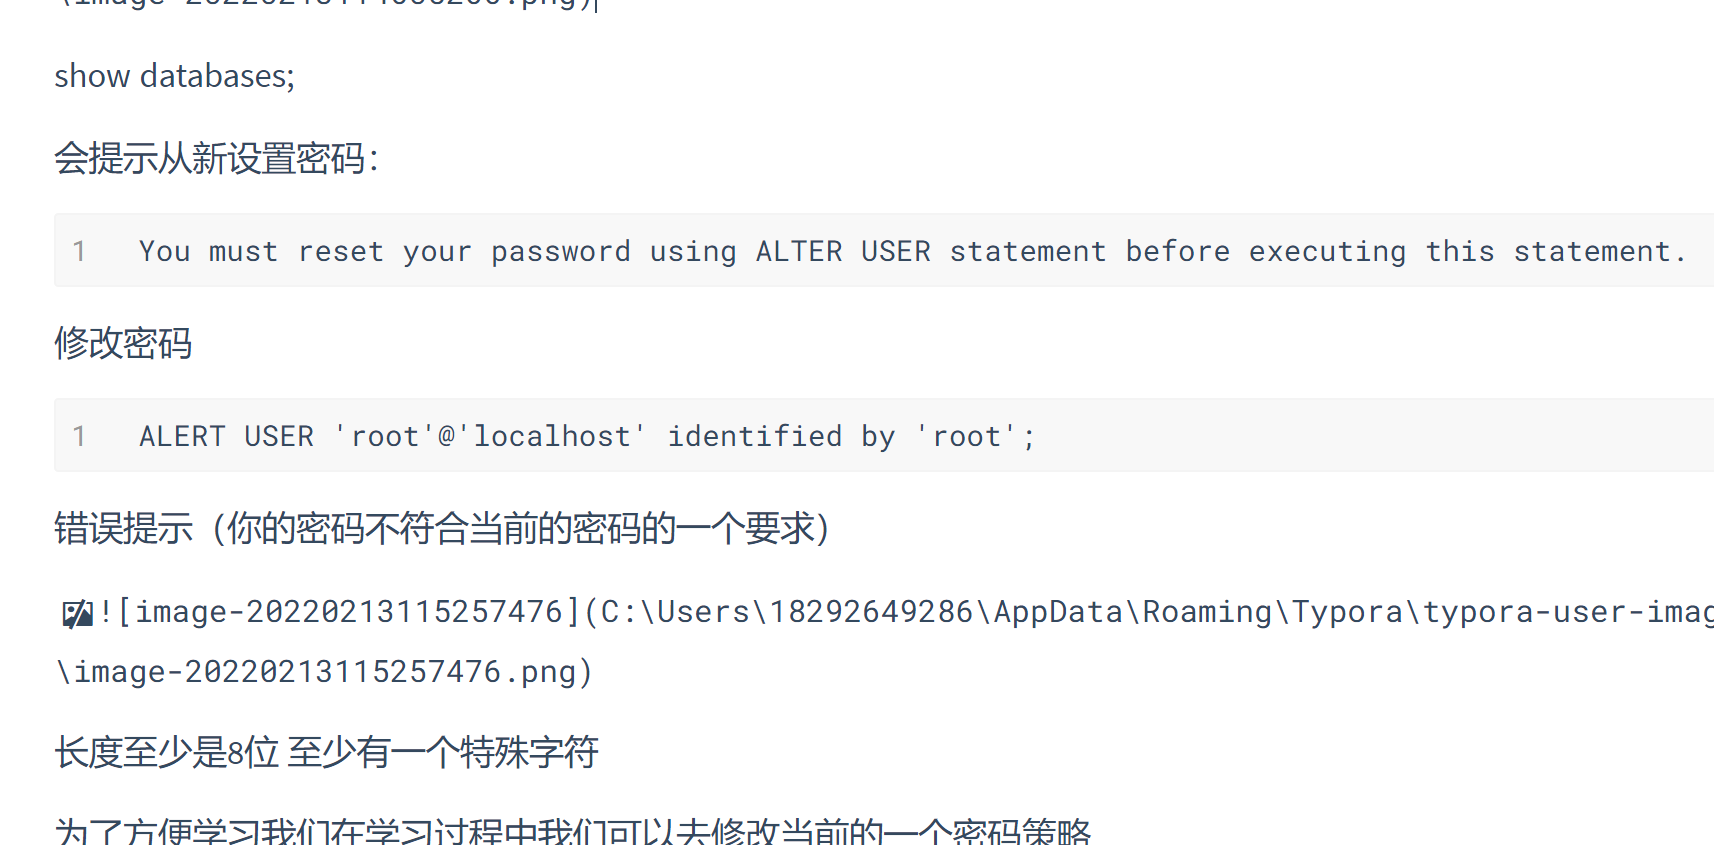 show databases;
会提示从新设置密码：
1 You must reset your password using ALTER USER statement before executing this statement.
修改密码
1 ALERT USER 'root'@'localhost' identified by 'root';
错误提示（你的密码不符合当前的密码的一个要求）
![image-20220213115257476](C:\Users\18292649286\AppData\Roaming\Typora\typora-user-imag
\image-20220213115257476.png)
长度至少是8位 至少有一个特殊字符
为了方便学习我们在学习过程中我们可以去修改当前的一个密码策略